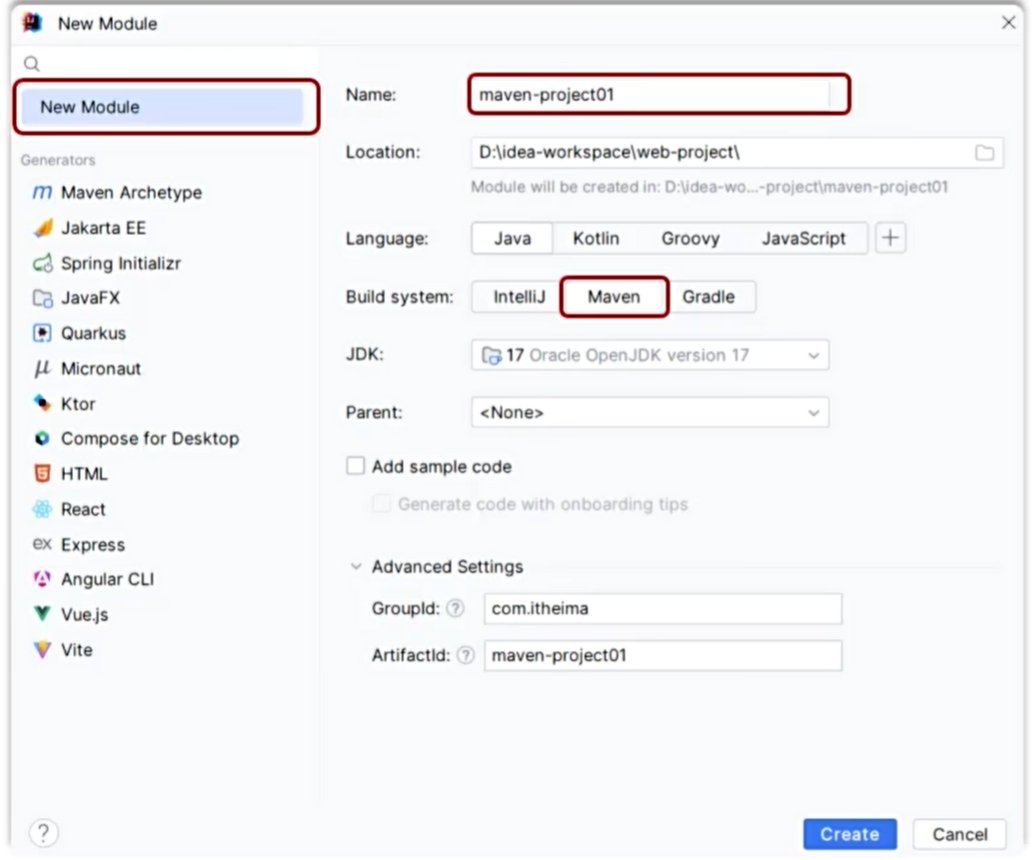 New Module
New Module
Generators
Maven Archetype
Jakarta EE
Spring Initializr
JavaFX
Quarkus
Micronaut
Ktor
Compose for Desktop
HTML
React
ex Express
Angular CLI
Vue.js
Vite
Name: maven-project01
Location: D:\idea-workspace\web-project\
Module will be created in: D:\idea-wo...-project\maven-project01
Language: Java Kotlin Groovy JavaScript +
Build system: IntelliJ Maven Gradle
JDK: 17 Oracle OpenJDK version 17
Parent: <None>
Add sample code
Generate code with onboarding tips
Advanced Settings
GroupId: ? com.itheima
ArtifactId: ? maven-project01
? Create Cancel